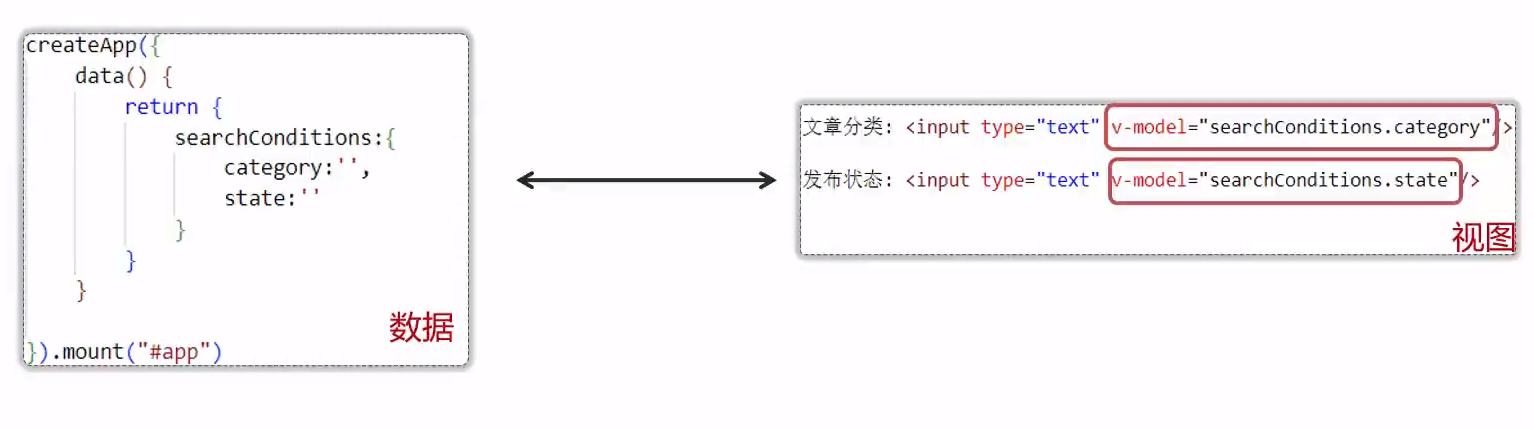 createApp({
data() {
return {
searchConditions:{
category:'',
state:''
}
}
}
数据
}).mount("#app")
文章分类: <input type="text" v-model="searchConditions.category"/>
发布状态: <input type="text" v-model="searchConditions.state"/>
视图